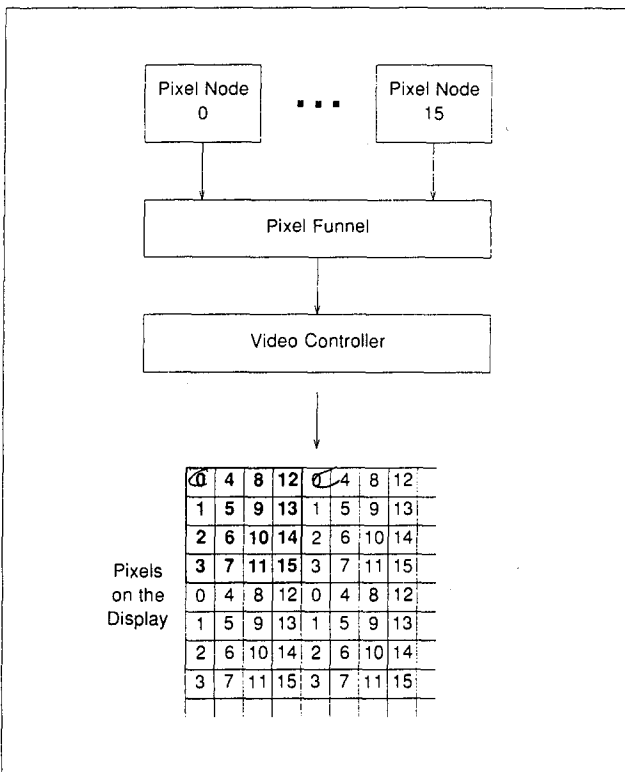 Pixel Node Pixel Node
0 ... 15
Pixel Funnel
Video Controller
0 4 8 12 0 4 8 12
1 5 9 13 1 5 9 13
2 6 10 14 2 6 10 14
3 7 11 15 3 7 11 15
Pixels
on the
Display
0 4 8 12 0 4 8 12
1 5 9 13 1 5 9 13
2 6 10 14 2 6 10 14
3 7 11 15 3 7 11 15